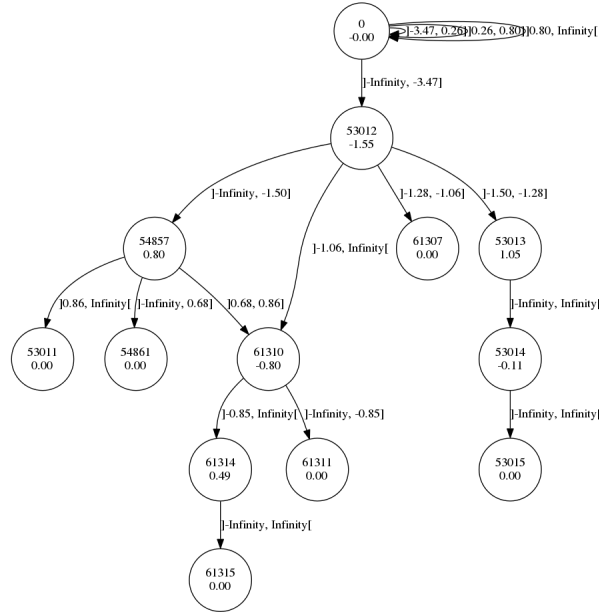 0
-0.00
]-3.47, 0.26]
]0.26, 0.80]
]0.80, Infinity[
]-Infinity, -3.47]
53012
-1.55
]-Infinity, -1.50]
]-1.28, -1.06]
]-1.50, -1.28]
]-1.06, Infinity[
54857
0.80
61307
0.00
53013
1.05
]0.86, Infinity[
]-Infinity, 0.68]
]0.68, 0.86]
]-Infinity, Infinity[
53011
0.00
54861
0.00
61310
-0.80
53014
-0.11
]-0.85, Infinity[
]-Infinity, -0.85]
]-Infinity, Infinity[
61314
0.49
61311
0.00
53015
0.00
]-Infinity, Infinity[
61315
0.00